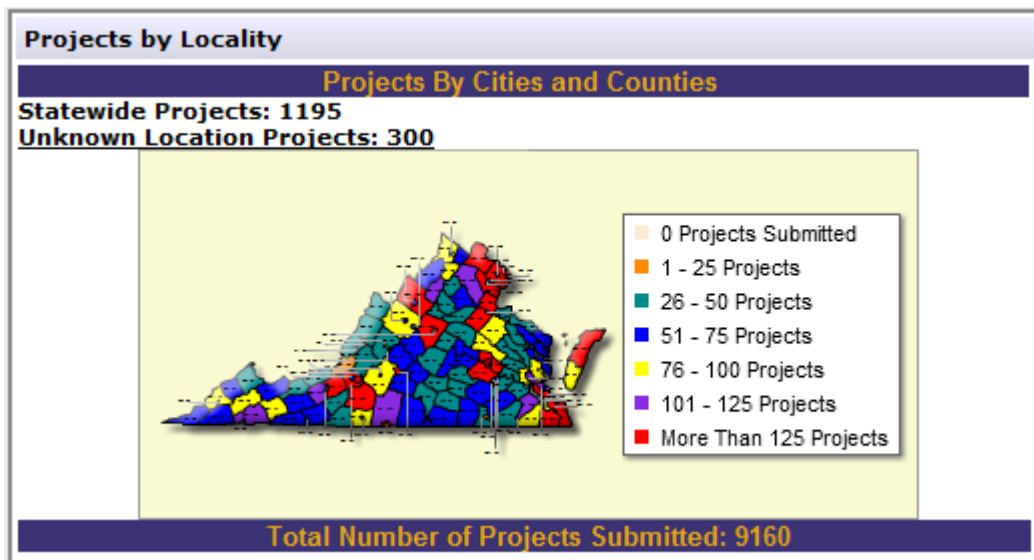 Projects by Locality
Projects By Cities and Counties
Statewide Projects: 1195
Unknown Location Projects: 300
0 Projects Submitted
1 - 25 Projects
26 - 50 Projects
51 - 75 Projects
76 - 100 Projects
101 - 125 Projects
More Than 125 Projects
Total Number of Projects Submitted: 9160